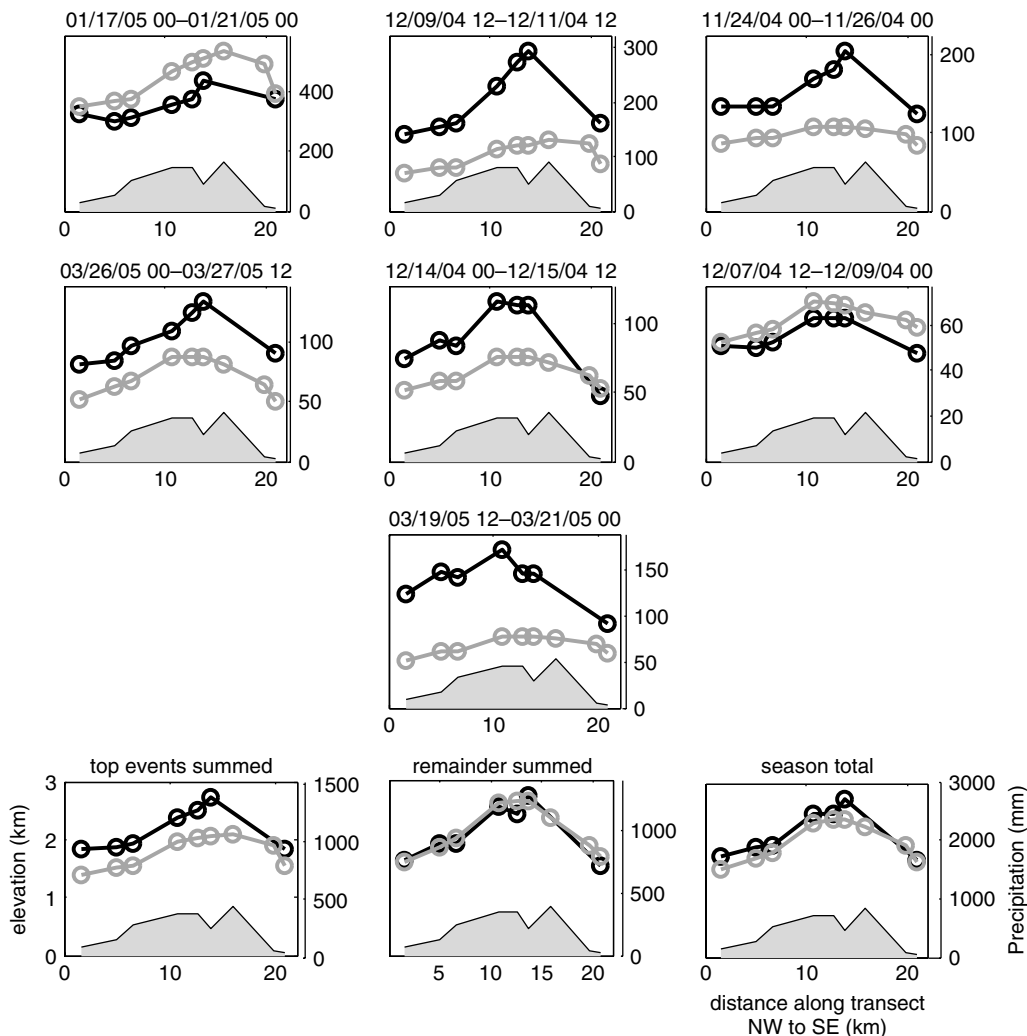 01/17/05 00–01/21/05 00
12/09/04 12–12/11/04 12
11/24/04 00–11/26/04 00
400
200
0
0 10 20
300
200
100
0
0 10 20
200
100
0
0 10 20
03/26/05 00–03/27/05 12
12/14/04 00–12/15/04 12
12/07/04 12–12/09/04 00
100
50
0
0 10 20
100
50
0
0 10 20
60
40
20
0
0 10 20
03/19/05 12–03/21/05 00
150
100
50
0
0 10 20
top events summed
remainder summed
season total
elevation (km)
3
2
1
0
1500
1000
500
0
0 10 20
1000
500
0
5 10 15 20
3000
2000
1000
0
0 10 20
Precipitation (mm)
distance along transect
NW to SE (km)